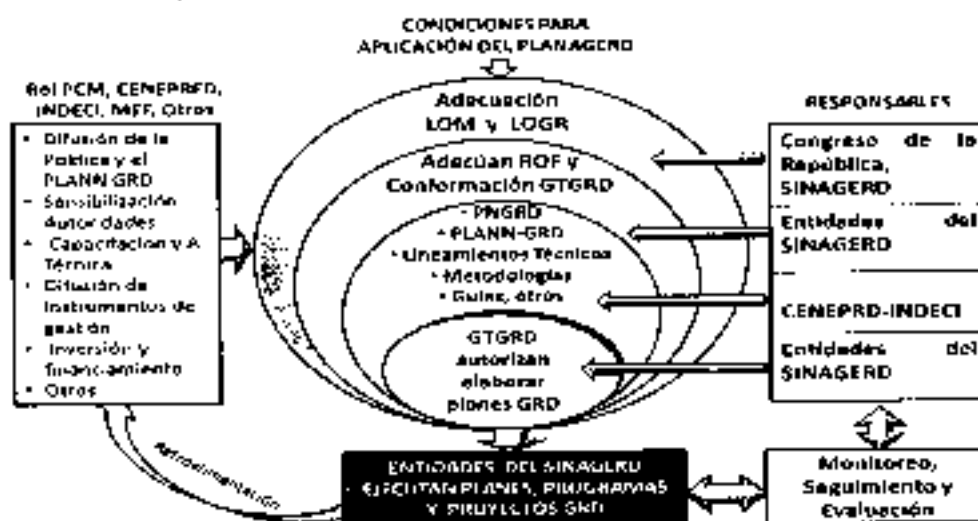 CONDICIONES PARA
APLICACIÓN DEL PLANAGERD
Rol PCM, CENEPRED,
INDECI, MEF, Otros
• Difusión de la
Política y el
PLANN-GRD
- Sensibilización
Autoridades
• Capacitacion y A
Técnica
• Difusión de
Instrumentos de
gestión
• Inversión y
financiamiento
• Otros
Adecuación
LOM y LOGR
Adecúan ROF y
Conformación GTGRD
• PNGRD
• PLANN-GRD
• Lineamientos Técnicos
• Metodologías
• Guías, otros
GTGRD
autorizan
elaborar
planes GRD
RESPONSABLES
Congreso de la
República,
SINAGERD
Entidades del
SINAGERD
CENEPRD-INDECI
Entidades del
SINAGERD
Retroalimentación
ENTIDADES DEL SINAGERD
EJECUTAN PLANES, PROGRAMAS
Y PROYECTOS GRD
Monitoreo,
Seguimiento y
Evaluación